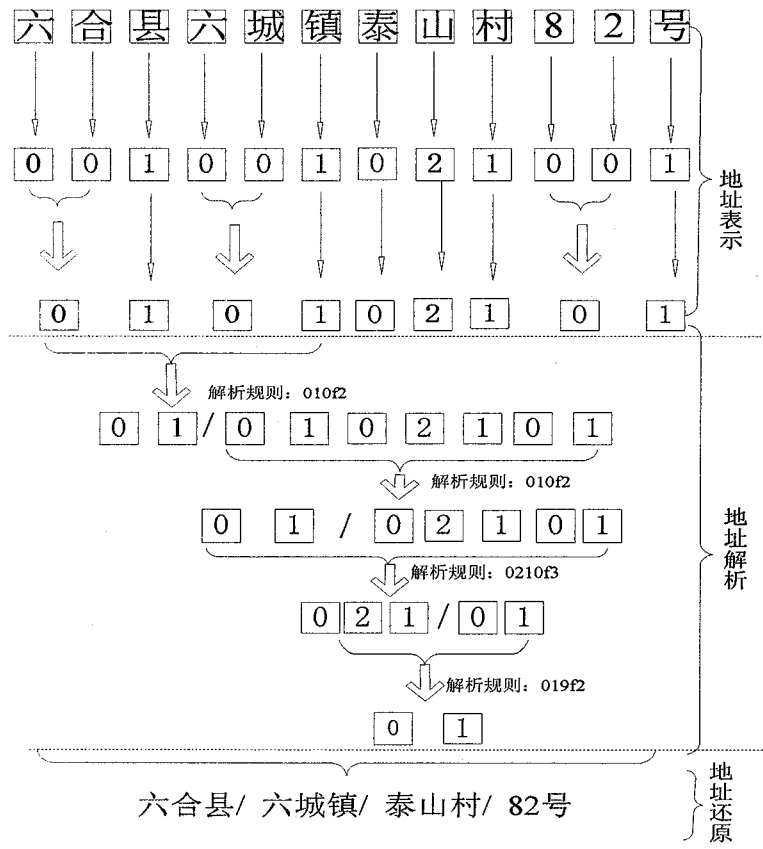 六合县六城镇泰山村82号
0 0 1 0 0 1 0 2 1 0 0 1
地址表示
0 1 0 1 0 2 1 0 1
解析规则：010f2
0 1 / 0 1 0 2 1 0 1
解析规则：010f2
0 1 / 0 2 1 0 1
地址解析
解析规则：0210f3
0 2 1 / 0 1
解析规则：019f2
0 1
六合县/ 六城镇/ 泰山村/ 82号
地址还原